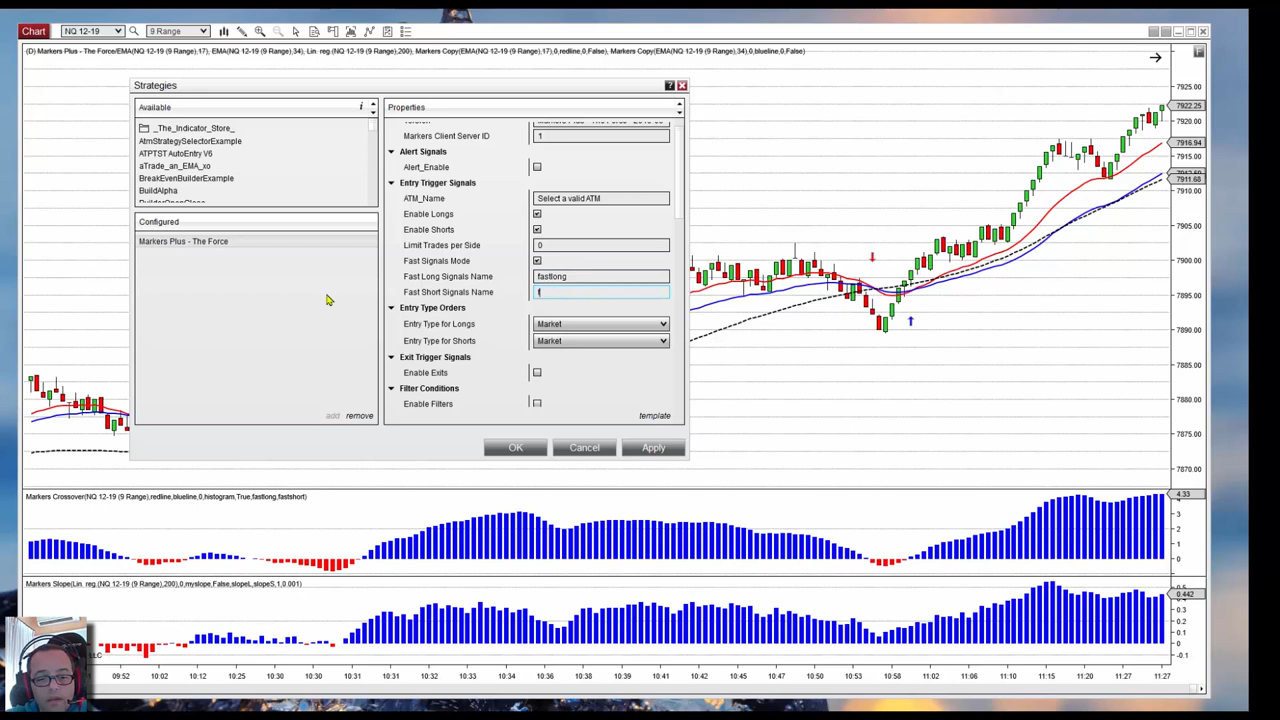 Chart NQ 12-19 9 Range
(D) Markers Plus - The Force/EMA(NQ 12-19 (9 Range),17), EMA(NQ 12-19 (9 Range),34), Lin. reg.(NQ 12-19 (9 Range),200), Markers Copy(EMA(NQ 12-19 (9 Range),17),0,redline,0,False), Markers Copy(EMA(NQ 12-19 (9 Range),34),0,blueline,0,False)
F
Strategies
?
Available
i
_The_Indicator_Store_
AtmStrategySelectorExample
ATPTST AutoEntry V6
aTrade_an_EMA_xo
BreakEvenBuilderExample
BuildAlpha
Configured
Markers Plus - The Force
add remove
Properties
Markers Client Server ID 1
Alert Signals
Alert_Enable
Entry Trigger Signals
ATM_Name Select a valid ATM
Enable Longs
Enable Shorts
Limit Trades per Side 0
Fast Signals Mode
Fast Long Signals Name fastlong
Fast Short Signals Name f
Entry Type Orders
Entry Type for Longs Market
Entry Type for Shorts Market
Exit Trigger Signals
Enable Exits
Filter Conditions
Enable Filters
template
OK Cancel Apply
7925.00
7922.25
7920.00
7916.94
7915.00
7911.68
7910.00
7905.00
7900.00
7895.00
7890.00
7885.00
7880.00
7875.00
7870.00
Markers Crossover(NQ 12-19 (9 Range),redline,blueline,0,histogram,True,fastlong,fastshort)
4.33
3
2
1
0
Markers Slope(Lin. reg.(NQ 12-19 (9 Range),200),0,myslope,False,slopeL,slopeS,1,0.001)
0.442
0.3
0.2
0.1
0
-0.1
LLC
09:52 10:02 10:12 10:25 10:30 10:30 10:31 10:31 10:32 10:34 10:36 10:40 10:42 10:45 10:47 10:50 10:53 10:58 11:02 11:08 11:10 11:15 11:20 11:27 11:27